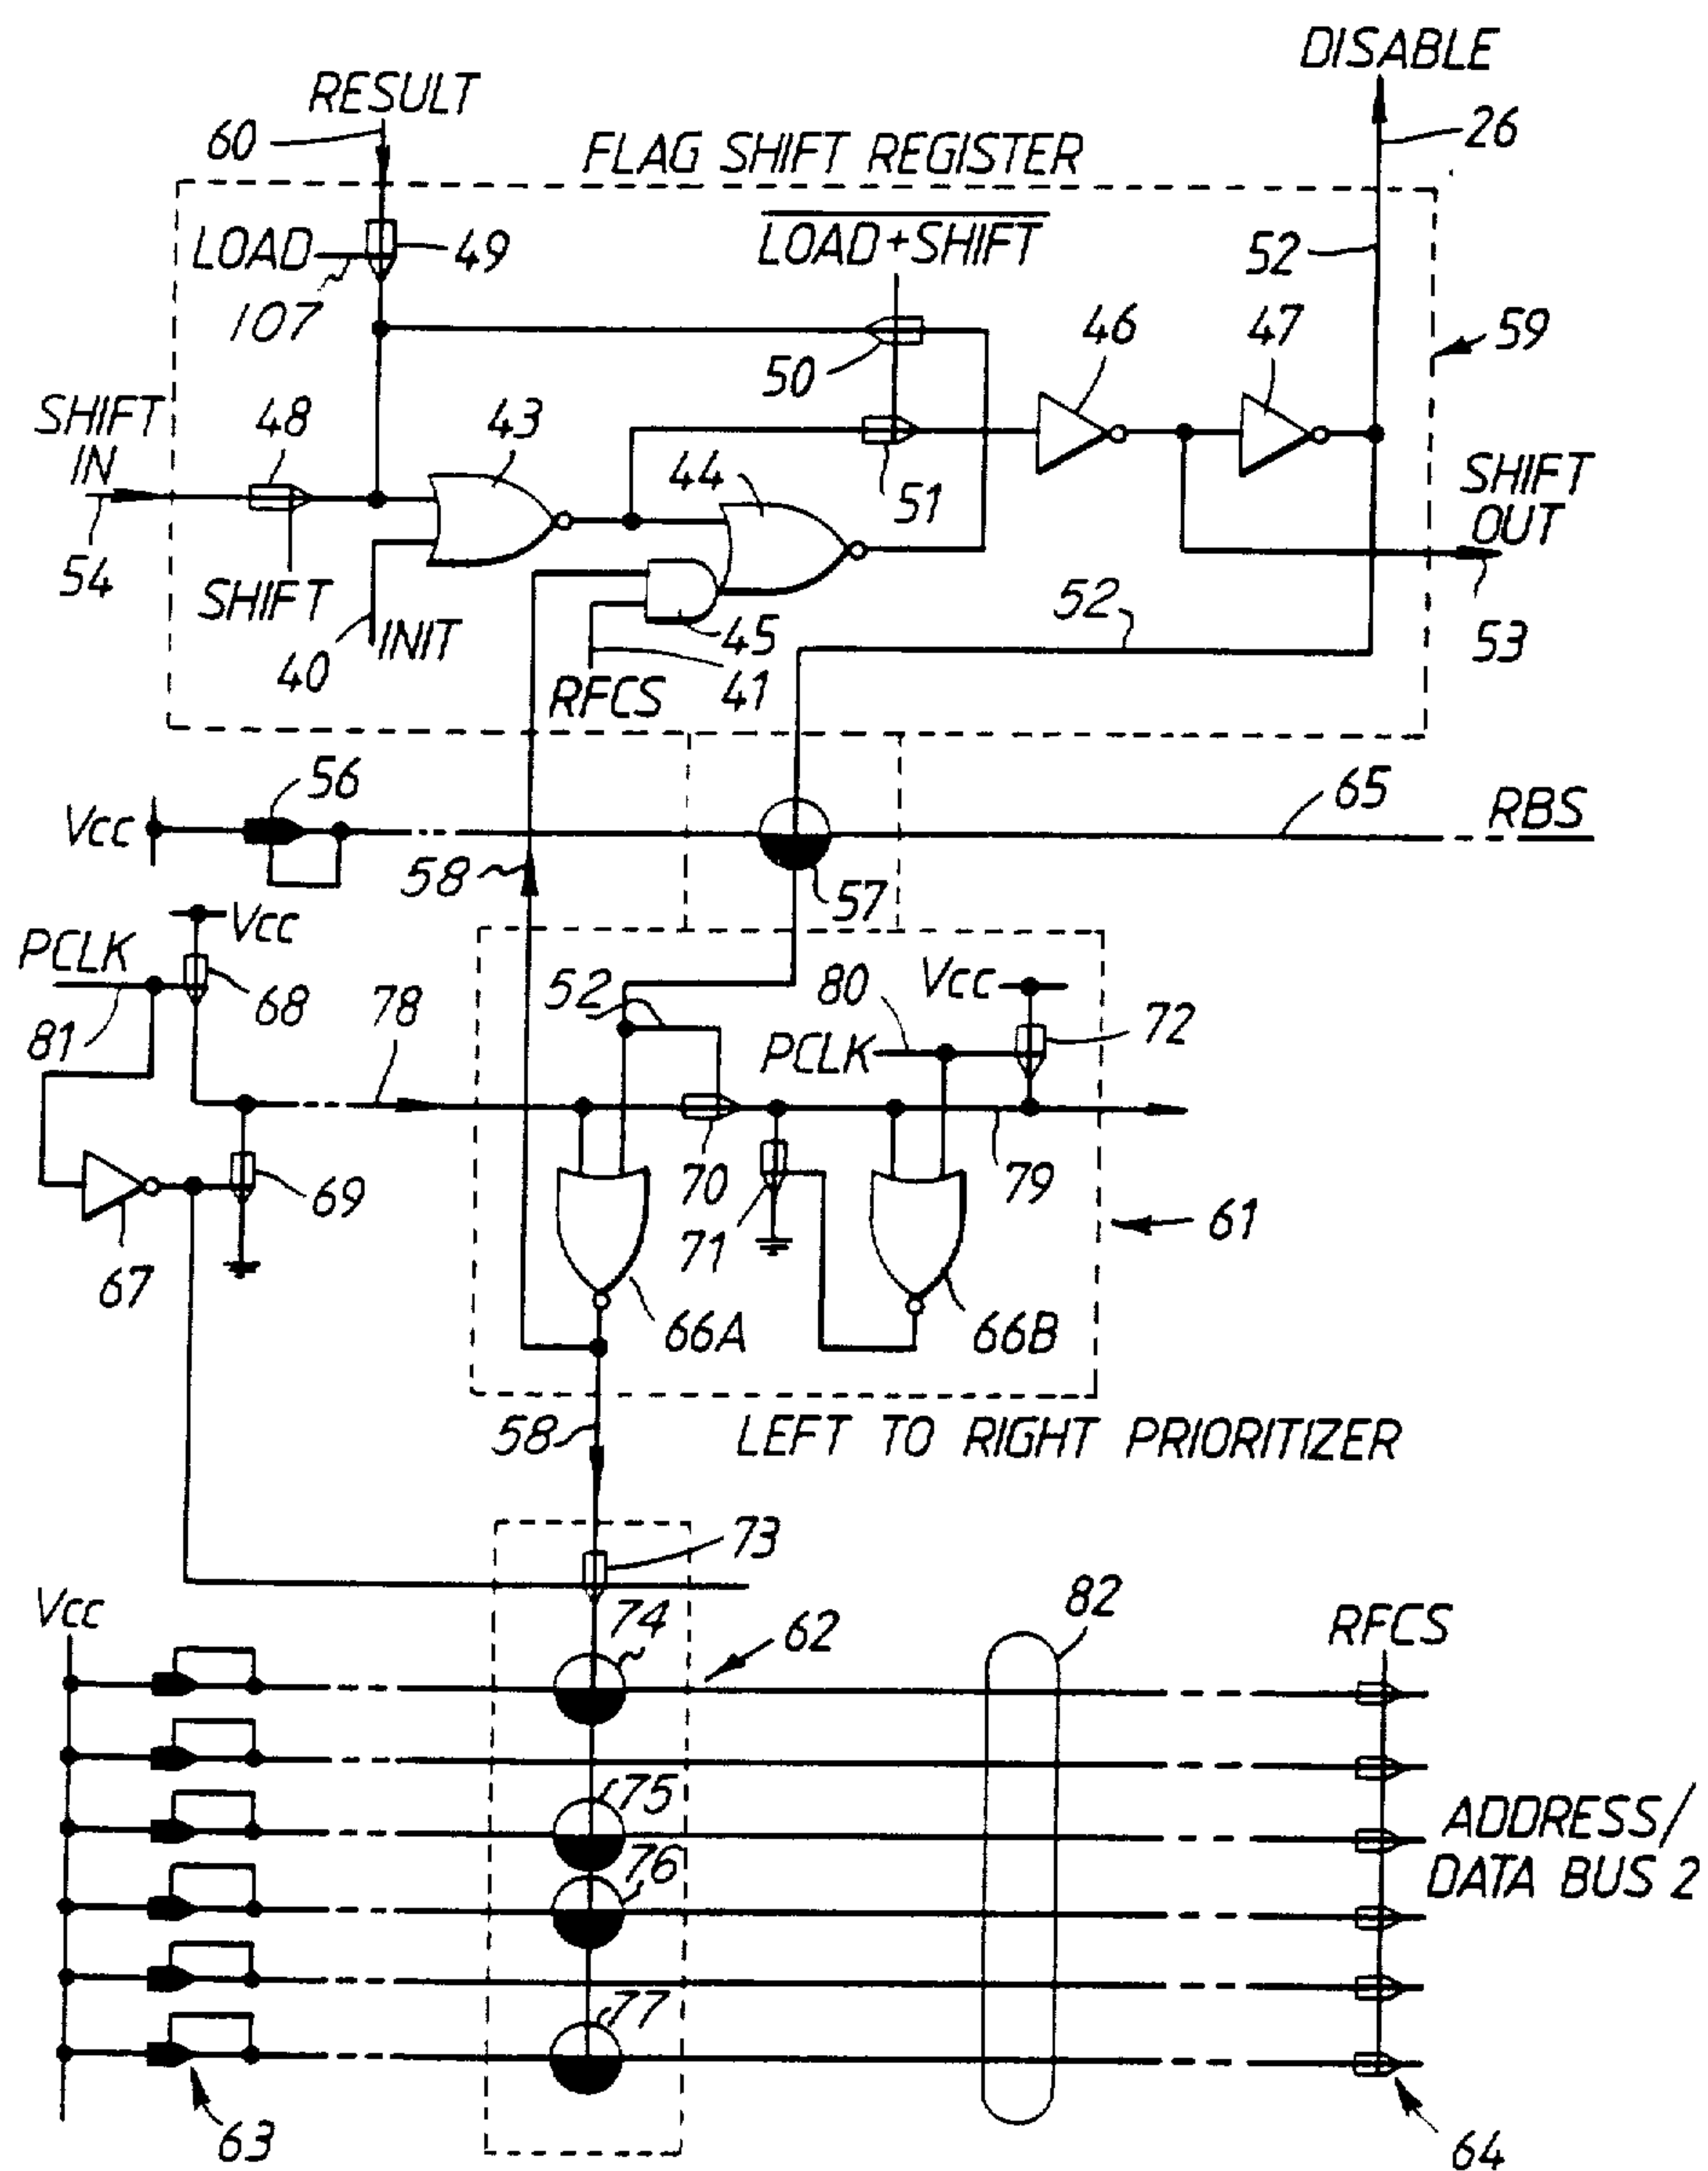 DISABLE
RESULT
60
26
FLAG SHIFT REGISTER
LOAD
49
LOAD+SHIFT
52
107
46
47
59
50
SHIFT
IN
48
43
44
51
SHIFT
OUT
54
SHIFT
INIT
40
45
52
53
RFCS
41
56
65
RBS
Vcc
58
57
Vcc
PCLK
68
52
80
Vcc
72
81
78
PCLK
69
70
79
61
71
67
66A
66B
58
LEFT TO RIGHT PRIORITIZER
73
Vcc
74
62
82
RFCS
75
ADDRESS/
DATA BUS 2
76
77
63
64